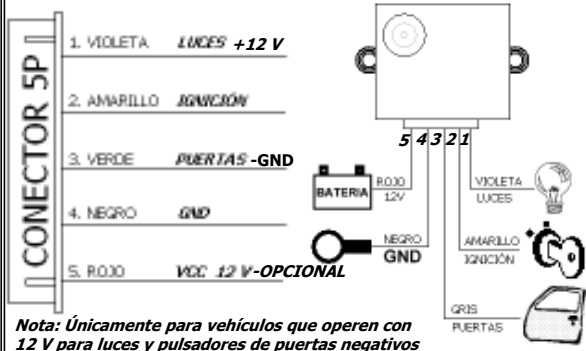 CONECTOR 5P
1. VIOLETA LUCES +12 V
2. AMARILLO IGNICIÓN
3. VERDE PUERTAS -GND
4. NEGRO GND
5. ROJO VCC 12 V-OPCIONAL
5 4 3 2 1
BATERIA
ROJO
12V
VIOLETA
LUCES
NEGRO
GND
AMARILLO
IGNICIÓN
GRIS
PUERTAS
Nota: Únicamente para vehículos que operen con
12 V para luces y pulsadores de puertas negativos